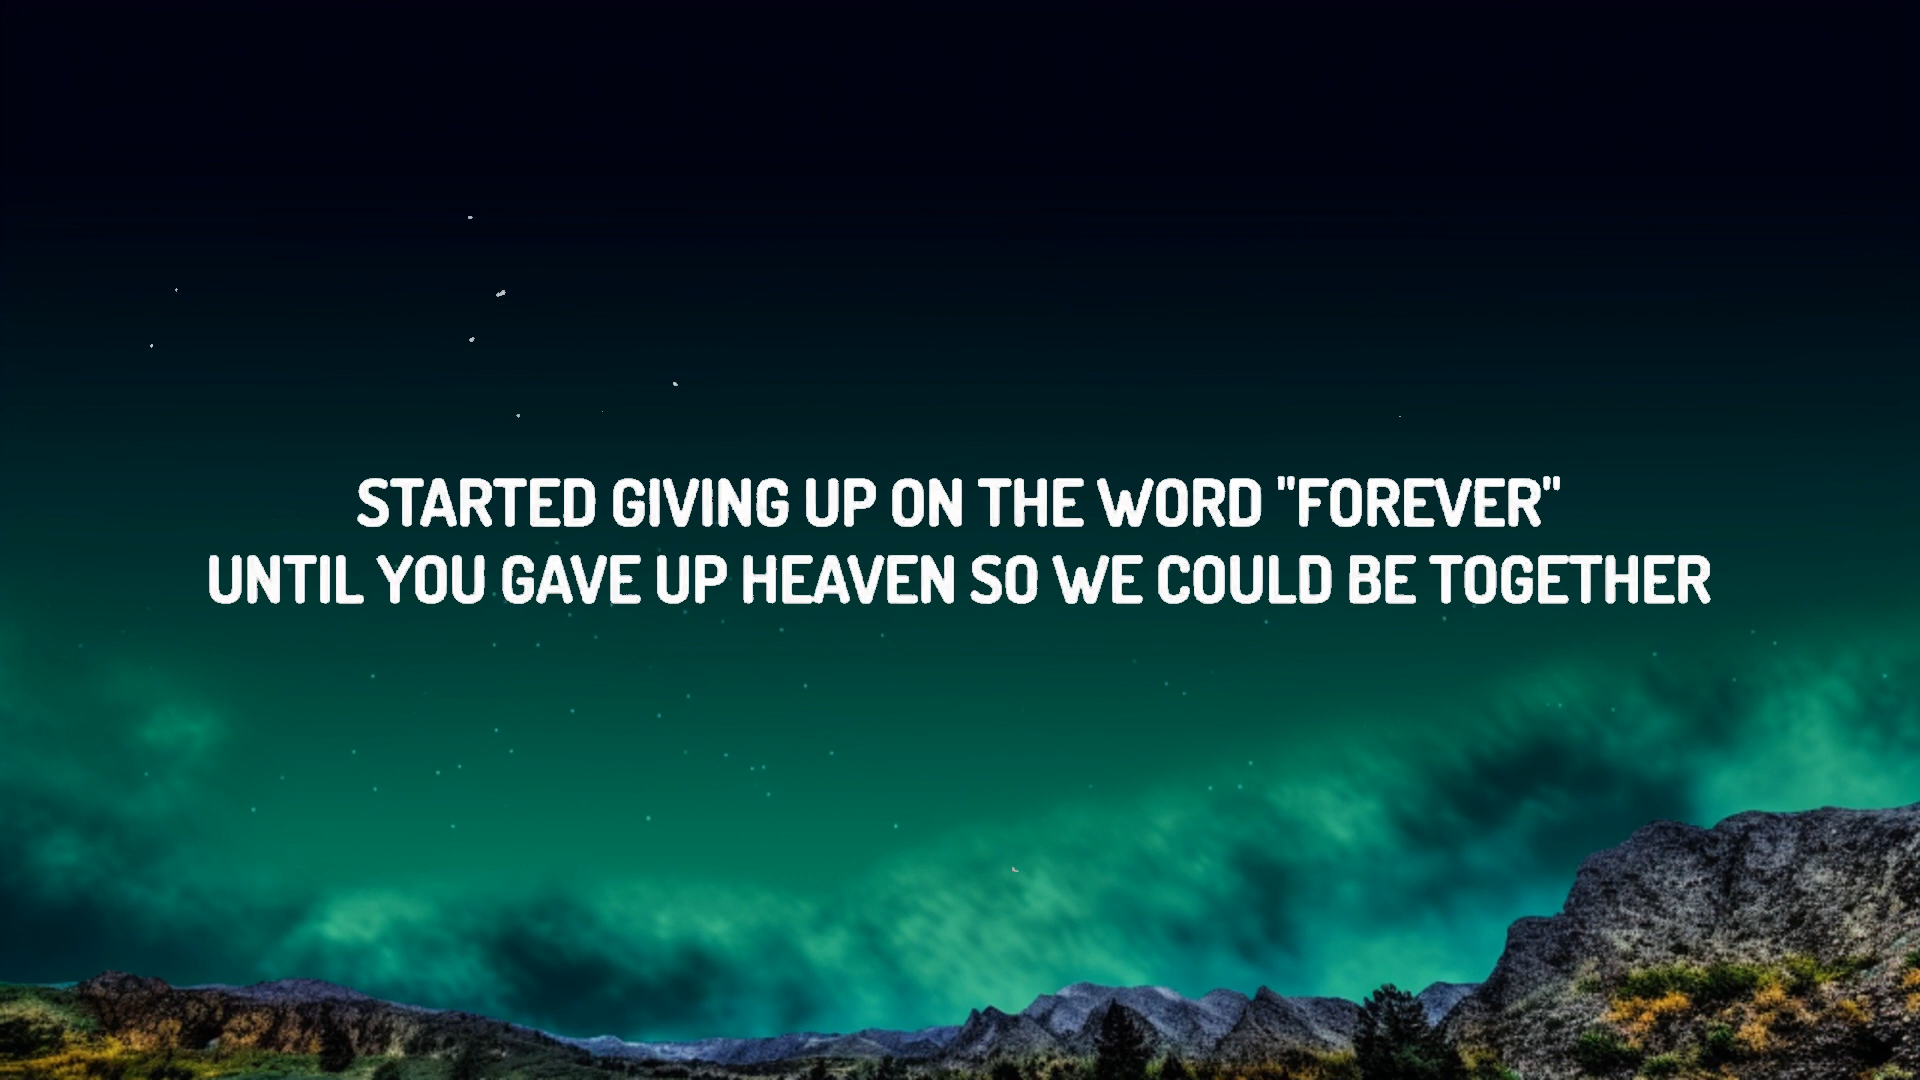 STARTED GIVING UP ON THE WORD "FOREVER"
UNTIL YOU GAVE UP HEAVEN SO WE COULD BE TOGETHER